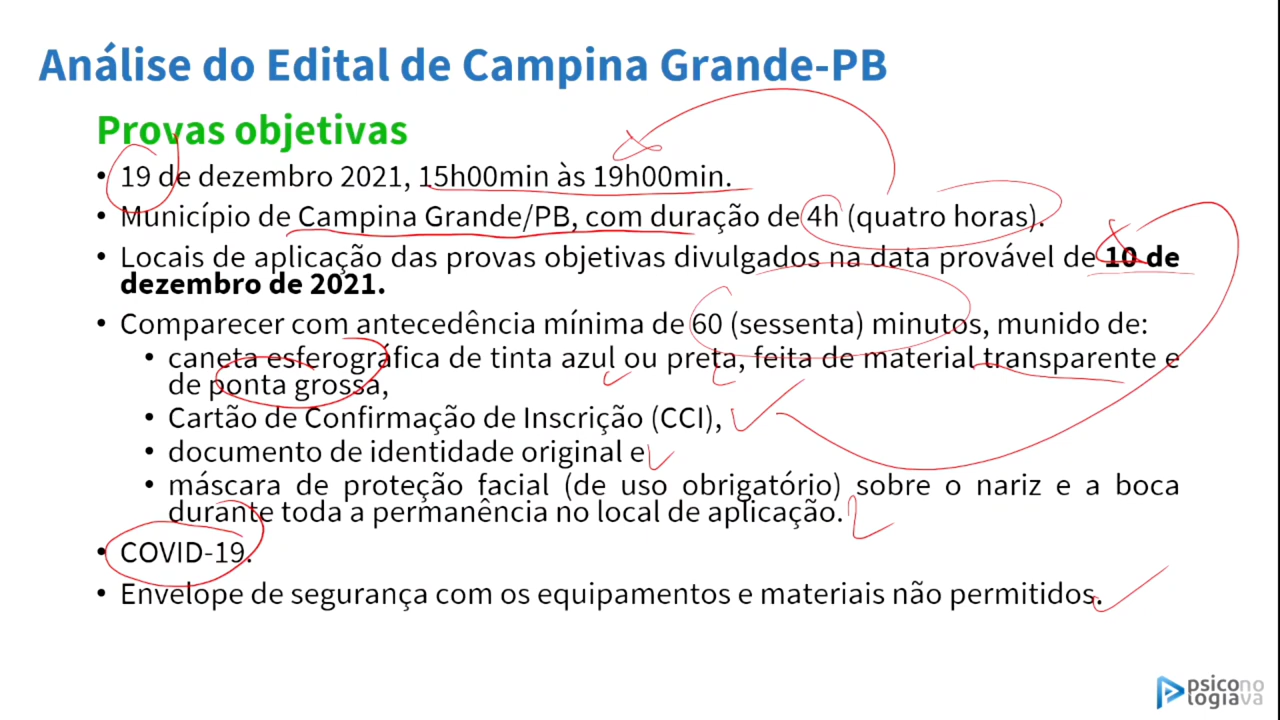 Análise do Edital de Campina Grande-PB
Provas objetivas
• 19 de dezembro 2021, 15h00min às 19h00min.
• Município de Campina Grande/PB, com duração de 4h (quatro horas).
• Locais de aplicação das provas objetivas divulgados na data provável de 10 de
dezembro de 2021.
• Comparecer com antecedência mínima de 60 (sessenta) minutos, munido de:
• caneta esferográfica de tinta azul ou preta, feita de material transparente e
de ponta grossa,
• Cartão de Confirmação de Inscrição (CCI),
• documento de identidade original e
• máscara de proteção facial (de uso obrigatório) sobre o nariz e a boca
durante toda a permanência no local de aplicação.
• COVID-19.
• Envelope de segurança com os equipamentos e materiais não permitidos.
psicono
logiava